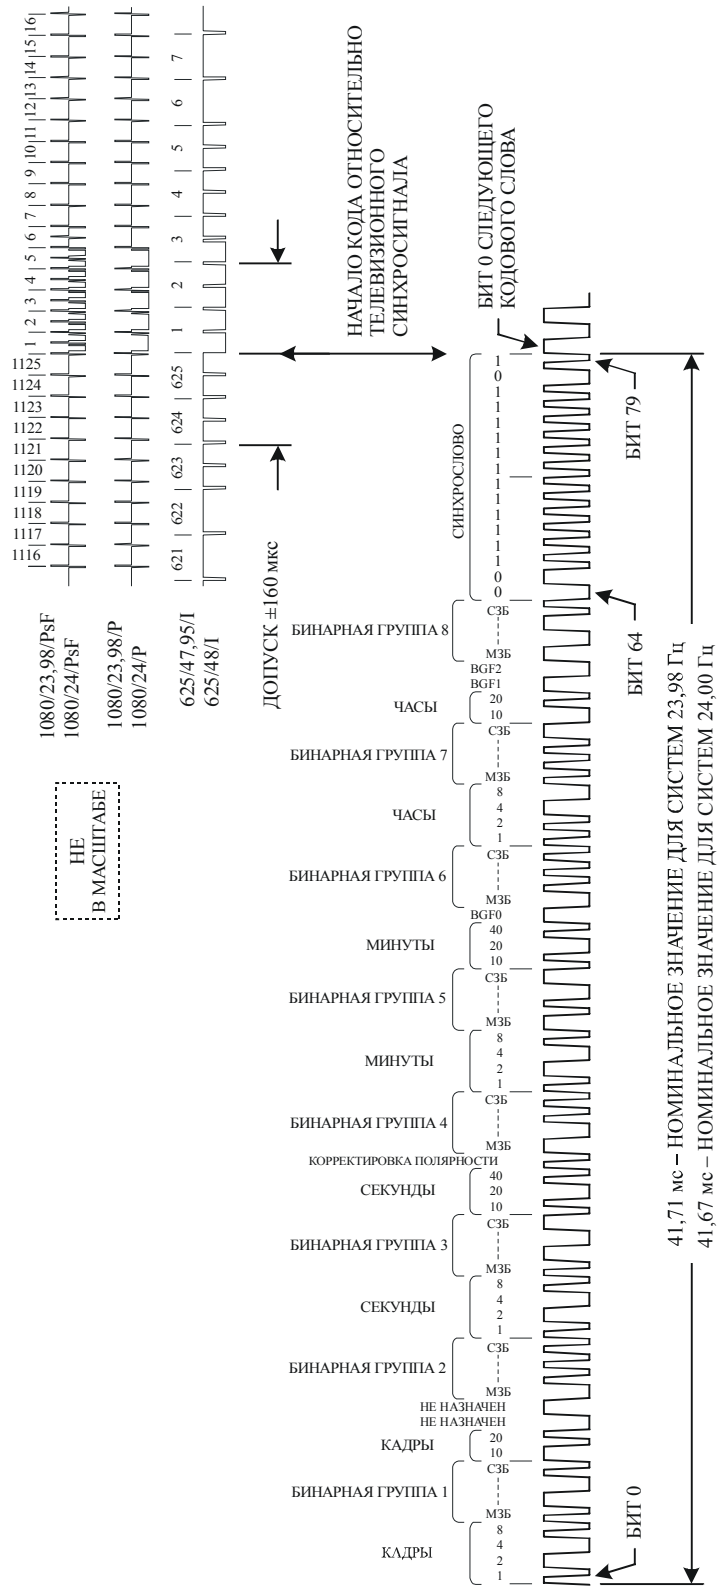 16
15
14
13
12
11
10
9
8
7
6
5
4
3
2
1
1125
1124
1123
1122
1121
1120
1119
1118
1117
1116
1080/23,98/PsF
1080/24/PsF
1080/23,98/P
1080/24/P
7
6
5
4
3
2
1
625
624
623
622
621
625/47,95/I
625/48/I
НЕ
В МАСШТАБЕ
ДОПУСК ±160 мкс
НАЧАЛО КОДА ОТНОСИТЕЛЬНО
ТЕЛЕВИЗИОННОГО
СИНХРОСИГНАЛА
БИТ 0 СЛЕДУЮЩЕГО
КОДОВОГО СЛОВА
СИНХРОСЛОВО
1
0
1
1
1
1
1
1
1
1
1
1
1
1
0
0
БИТ 79
БИТ 64
БИНАРНАЯ ГРУППА 8
СЗБ
МЗБ
BGF2
BGF1
ЧАСЫ
20
10
БИНАРНАЯ ГРУППА 7
СЗБ
МЗБ
ЧАСЫ
8
4
2
1
БИНАРНАЯ ГРУППА 6
СЗБ
МЗБ
BGF0
МИНУТЫ
40
20
10
БИНАРНАЯ ГРУППА 5
СЗБ
МЗБ
МИНУТЫ
8
4
2
1
БИНАРНАЯ ГРУППА 4
СЗБ
МЗБ
КОРРЕКТИРОВКА ПОЛЯРНОСТИ
СЕКУНДЫ
40
20
10
БИНАРНАЯ ГРУППА 3
СЗБ
МЗБ
СЕКУНДЫ
8
4
2
1
БИНАРНАЯ ГРУППА 2
СЗБ
МЗБ
НЕ НАЗНАЧЕН
НЕ НАЗНАЧЕН
КАДРЫ
20
10
БИНАРНАЯ ГРУППА 1
СЗБ
МЗБ
КАДРЫ
8
4
2
1
БИТ 0
41,71 мс – НОМИНАЛЬНОЕ ЗНАЧЕНИЕ ДЛЯ СИСТЕМ 23,98 Гц
41,67 мс – НОМИНАЛЬНОЕ ЗНАЧЕНИЕ ДЛЯ СИСТЕМ 24,00 Гц